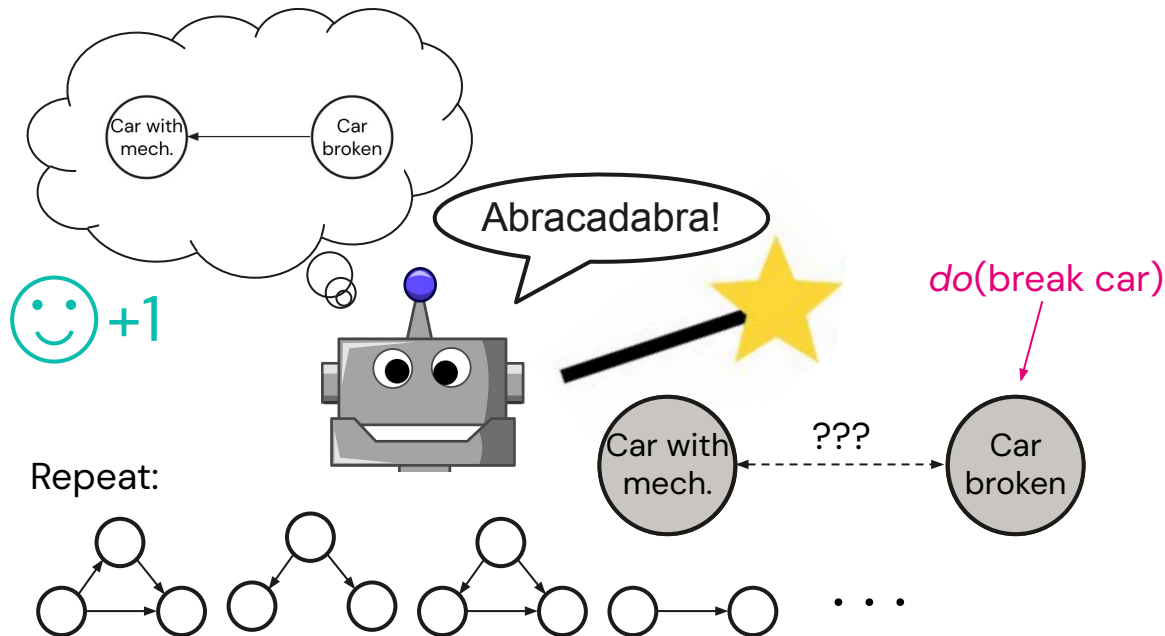 Car with
mech.
Car
broken
Abracadabra!
do(break car)
+1
???
Car with
mech.
Car
broken
Repeat:
. . .